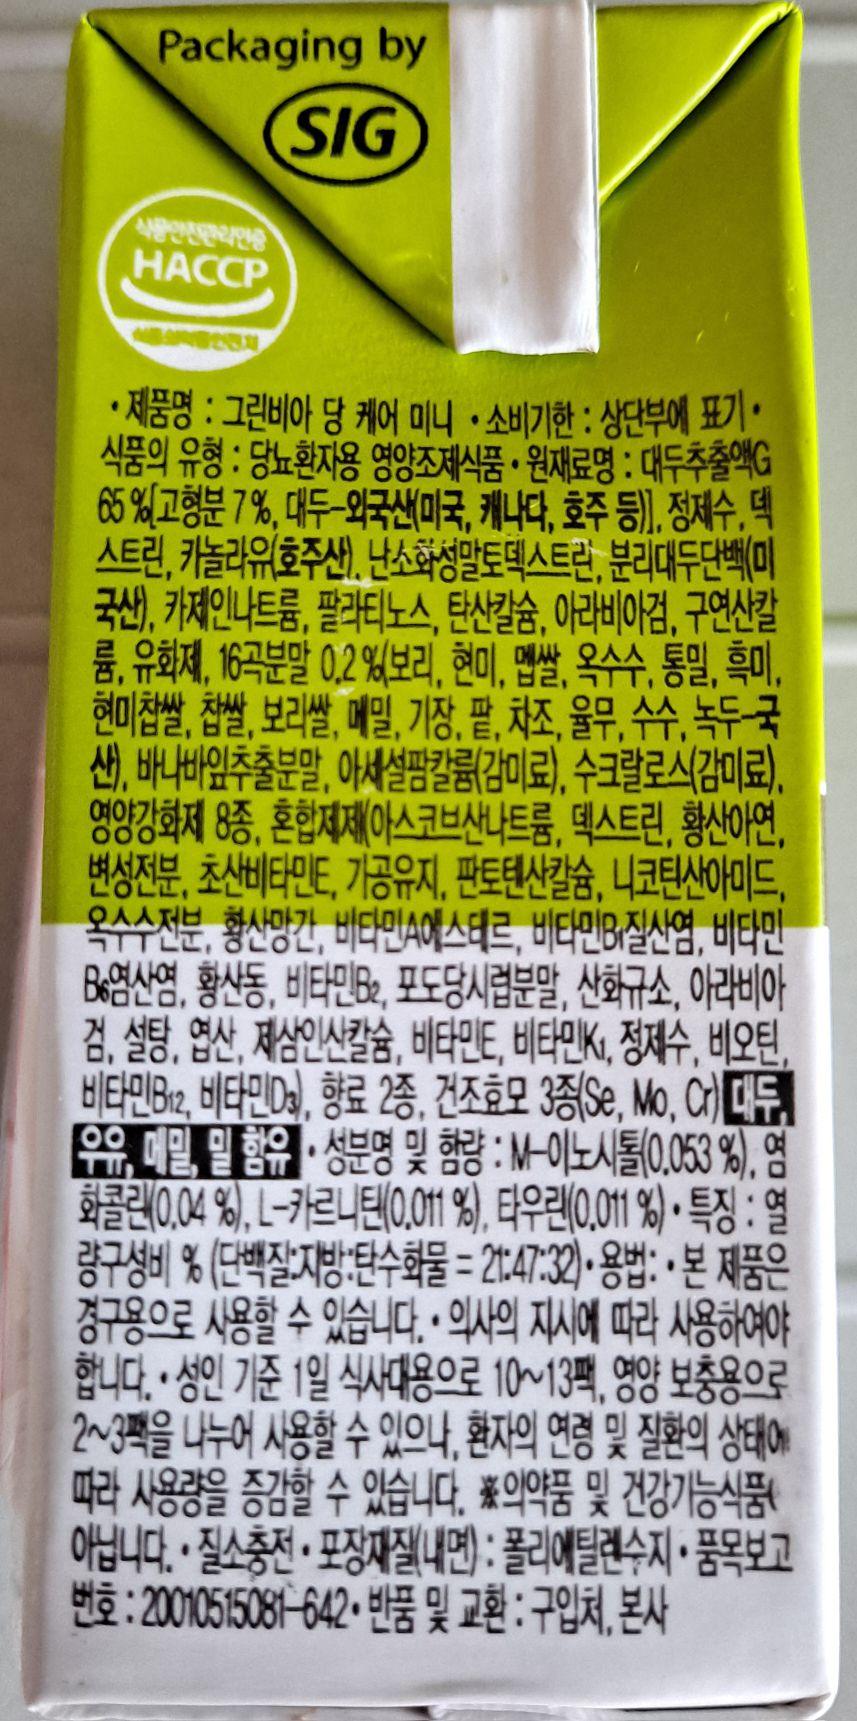 Packaging by
SIG
식품안전관리인증
HACCP
식품의약품안전처
• 제품명 : 그린비아 당 케어 미니 • 소비기한 : 상단부에 표기 •
식품의 유형 : 당뇨환자용 영양조제식품 • 원재료명 : 대두추출액G
65 %[고형분 7 %, 대두-외국산(미국, 캐나다, 호주 등)], 정제수, 덱
스트린, 카놀라유(호주산), 난소화성말토덱스트린, 분리대두단백(미
국산), 카제인나트륨, 팔라티노스, 탄산칼슘, 아라비아검, 구연산칼
륨, 유화제, 16곡분말 0.2 %(보리, 현미, 멥쌀, 옥수수, 통밀, 흑미,
현미찹쌀, 찹쌀, 보리쌀, 메밀, 기장, 팥, 차조, 율무, 수수, 녹두-국
산), 바나바잎추출분말, 아세설팜칼륨(감미료), 수크랄로스(감미료),
영양강화제 8종, 혼합제제(아스코브산나트륨, 덱스트린, 황산아연,
변성전분, 초산비타민E, 가공유지, 판토텐산칼슘, 니코틴산아미드,
옥수수전분, 황산망간, 비타민A에스테르, 비타민B1질산염, 비타민
B6염산염, 황산동, 비타민B2, 포도당시럽분말, 산화규소, 아라비아
검, 설탕, 엽산, 제삼인산칼슘, 비타민E, 비타민K1, 정제수, 비오틴,
비타민B12, 비타민D3), 향료 2종, 건조효모 3종(Se, Mo, Cr) 대두,
우유, 메밀, 밀 함유 • 성분명 및 함량 : M-이노시톨(0.053 %), 염
화콜린(0.04 %), L-카르니틴(0.011 %), 타우린(0.011 %) • 특징 : 열
량구성비 % (단백질:지방:탄수화물 = 21:47:32) • 용법: • 본 제품은
경구용으로 사용할 수 있습니다. • 의사의 지시에 따라 사용하여야
합니다. • 성인 기준 1일 식사대용으로 10~13팩, 영양 보충용으로
2~3팩을 나누어 사용할 수 있으나, 환자의 연령 및 질환의 상태에
따라 사용량을 증감할 수 있습니다. ※의약품 및 건강기능식품이
아닙니다. • 질소충전 • 포장재질(내면) : 폴리에틸렌수지 • 품목보고
번호 : 20010515081-642 • 반품 및 교환 : 구입처, 본사